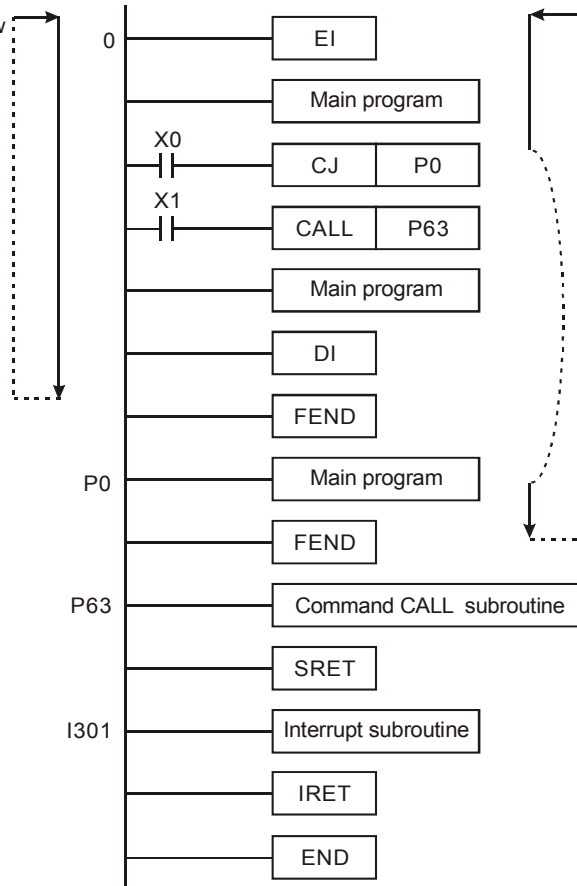 0 EI
Main program
X0
CJ P0
X1
CALL P63
Main program
DI
FEND
P0 Main program
FEND
P63 Command CALL subroutine
SRET
I301 Interrupt subroutine
IRET
END